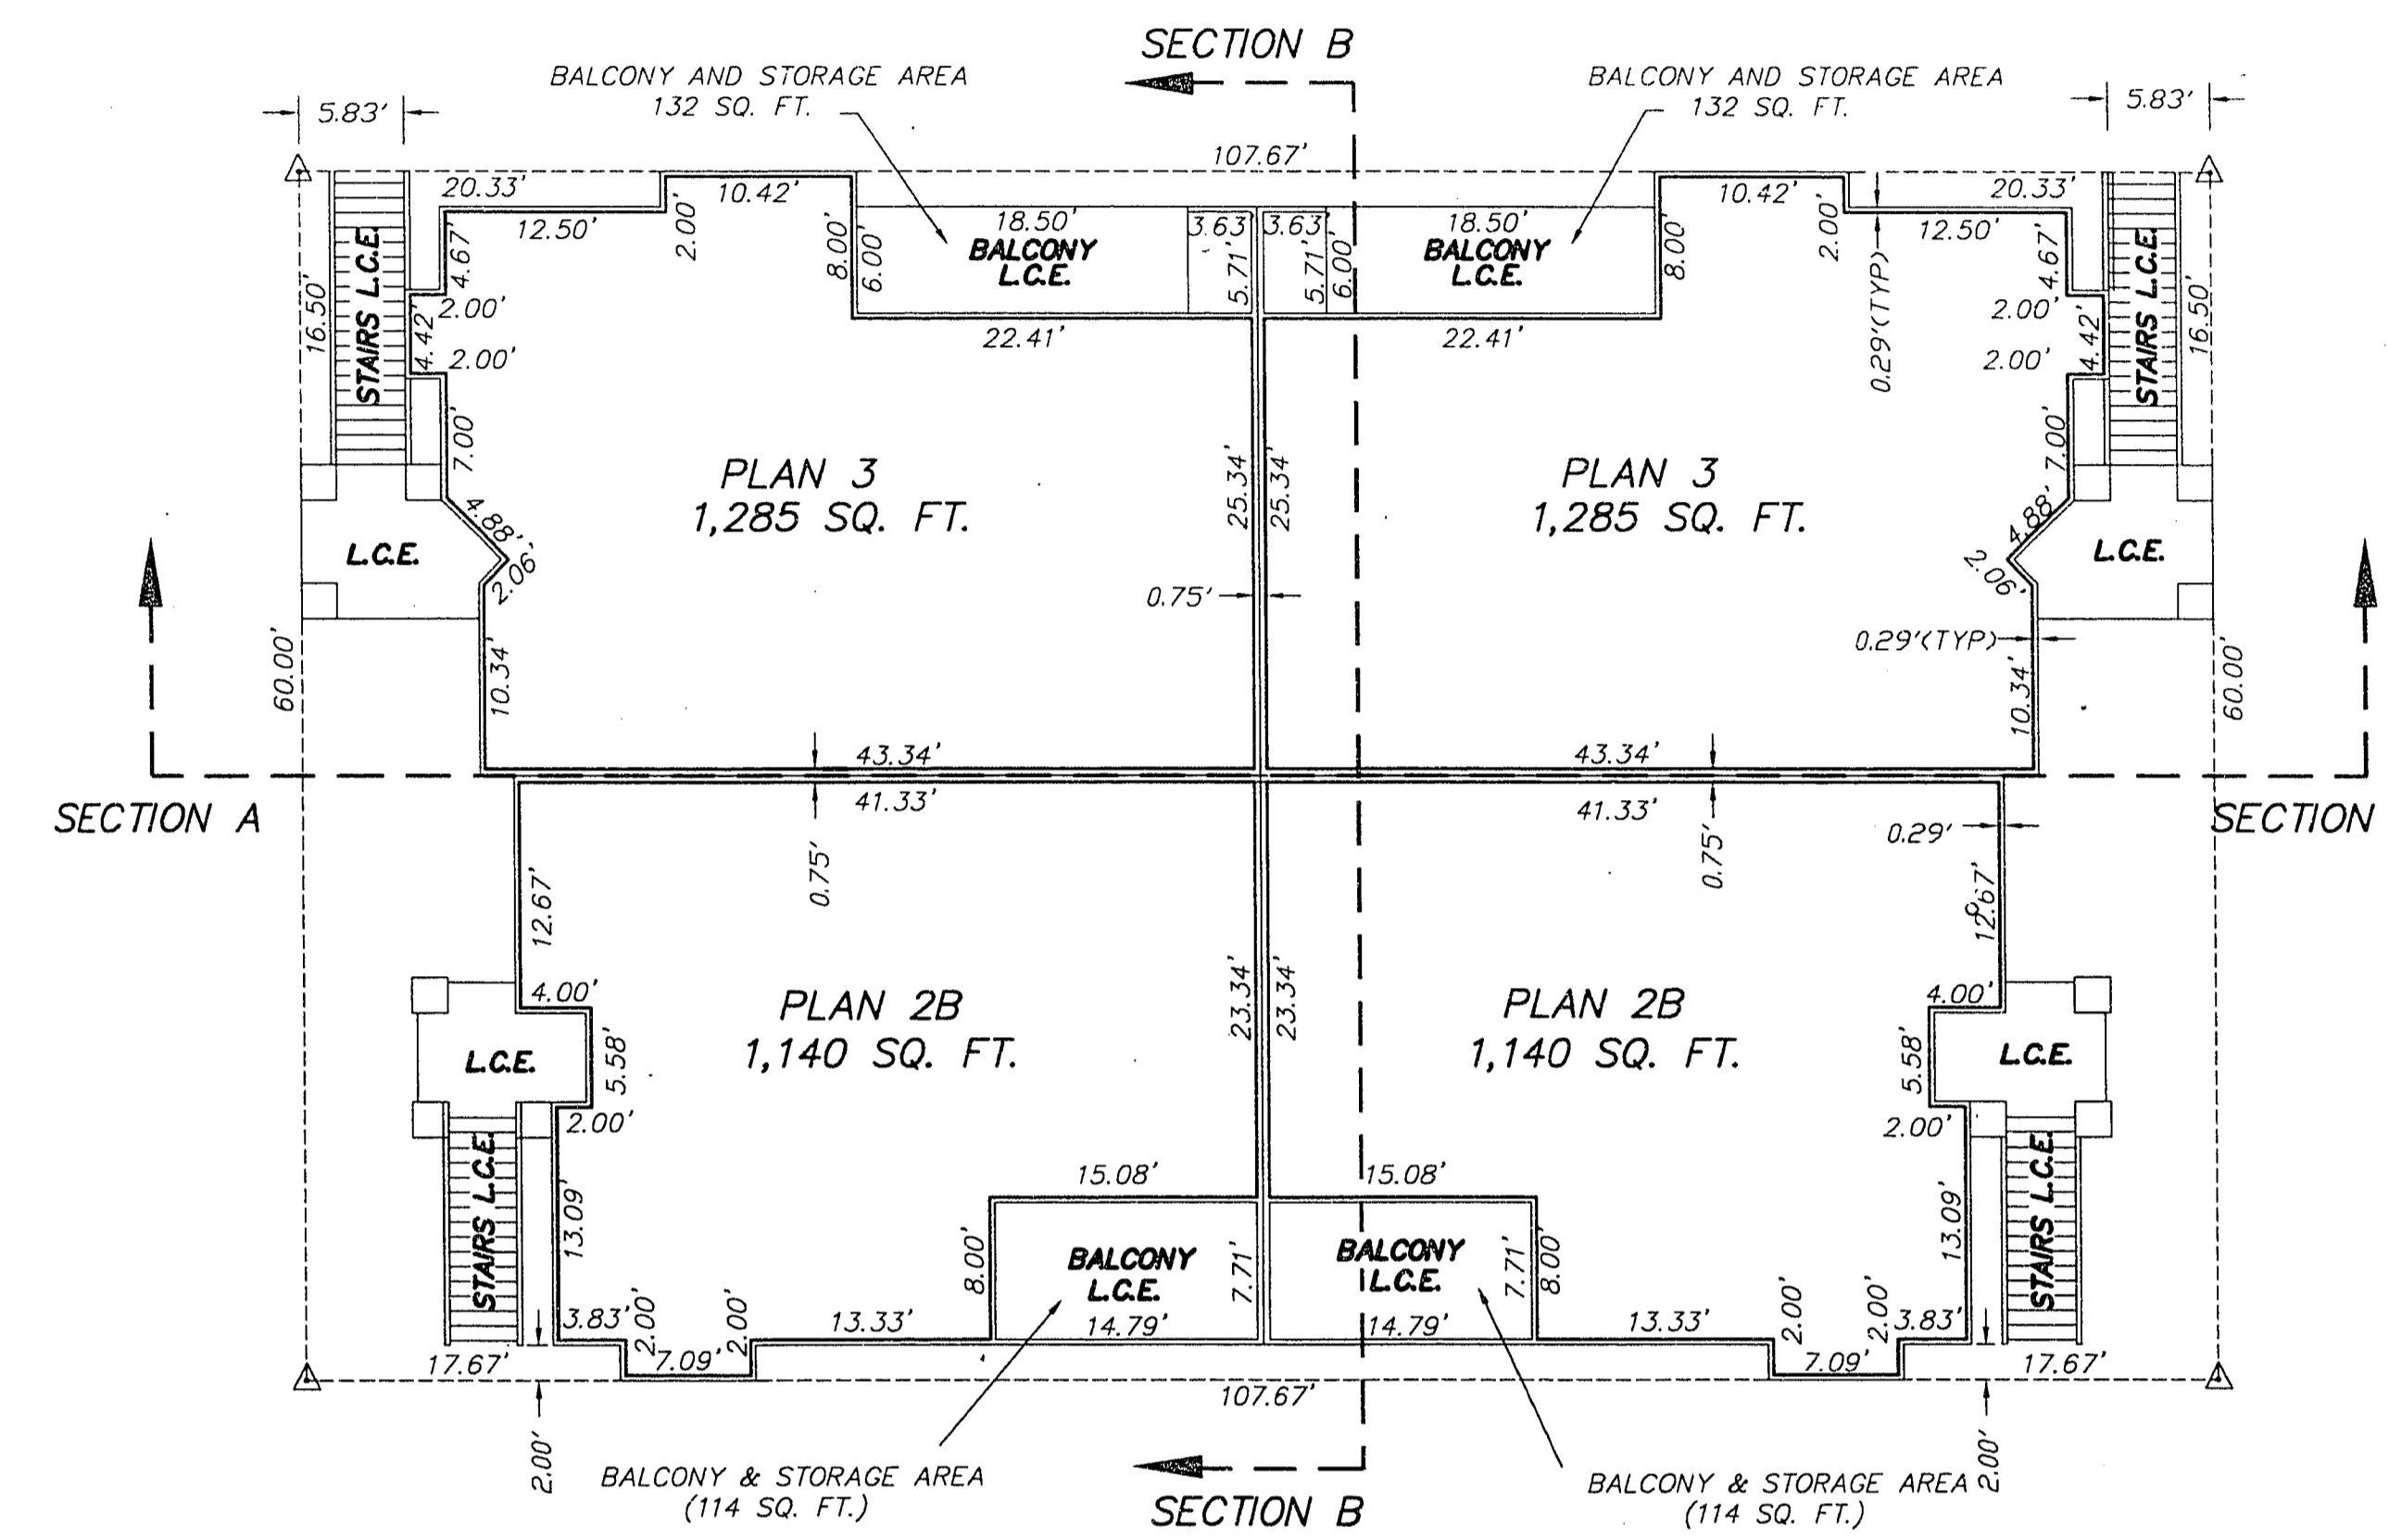 SECTION B
BALCONY AND STORAGE AREA
132 SQ. FT.
BALCONY AND STORAGE AREA
132 SQ. FT.
5.83'
5.83'
107.67'
20.33'
10.42'
10.42'
20.33'
12.50'
2.00'
8.00'
6.00'
18.50'
3.63'
3.63'
18.50'
8.00'
2.00'
12.50'
BALCONY
L.C.E.
5.71'
5.71'
6.00'
BALCONY
L.C.E.
4.67'
4.67'
0.29'(TYP)
16.50'
STAIRS L.C.E.
2.00'
4.42'
2.00'
22.41'
22.41'
2.00'
4.42'
2.00'
STAIRS L.C.E.
16.50'
7.00'
7.00'
PLAN 3
1,285 SQ. FT.
25.34'
25.34'
PLAN 3
1,285 SQ. FT.
4.88'
2.06'
4.88'
2.06'
L.C.E.
L.C.E.
0.75'
0.29'(TYP)
60.00'
10.34'
10.34'
60.00'
43.34'
43.34'
41.33'
41.33'
SECTION A
SECTION
0.75'
0.75'
0.29'
12.67'
12.67'
4.00'
4.00'
PLAN 2B
1,140 SQ. FT.
23.34'
23.34'
PLAN 2B
1,140 SQ. FT.
L.C.E.
5.58'
5.58'
L.C.E.
2.00'
2.00'
STAIRS L.C.E.
13.09'
15.08'
15.08'
13.09'
STAIRS L.C.E.
8.00'
BALCONY
L.C.E.
7.71'
14.79'
BALCONY
L.C.E.
7.71'
8.00'
14.79'
3.83'
2.00'
2.00'
13.33'
13.33'
2.00'
2.00'
3.83'
17.67'
7.09'
7.09'
17.67'
107.67'
2.00'
2.00'
BALCONY & STORAGE AREA
(114 SQ. FT.)
SECTION B
BALCONY & STORAGE AREA
(114 SQ. FT.)